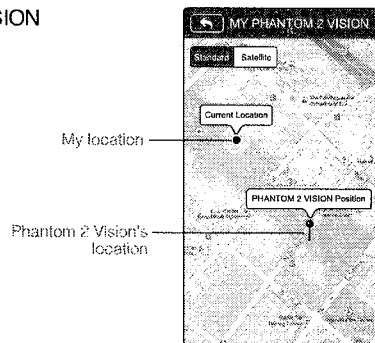 SION
MY PHANTOM 2 VISION
Standard Satellite
Current Location
My location
PHANTOM 2 VISION Position
Phantom 2 Vision's
location